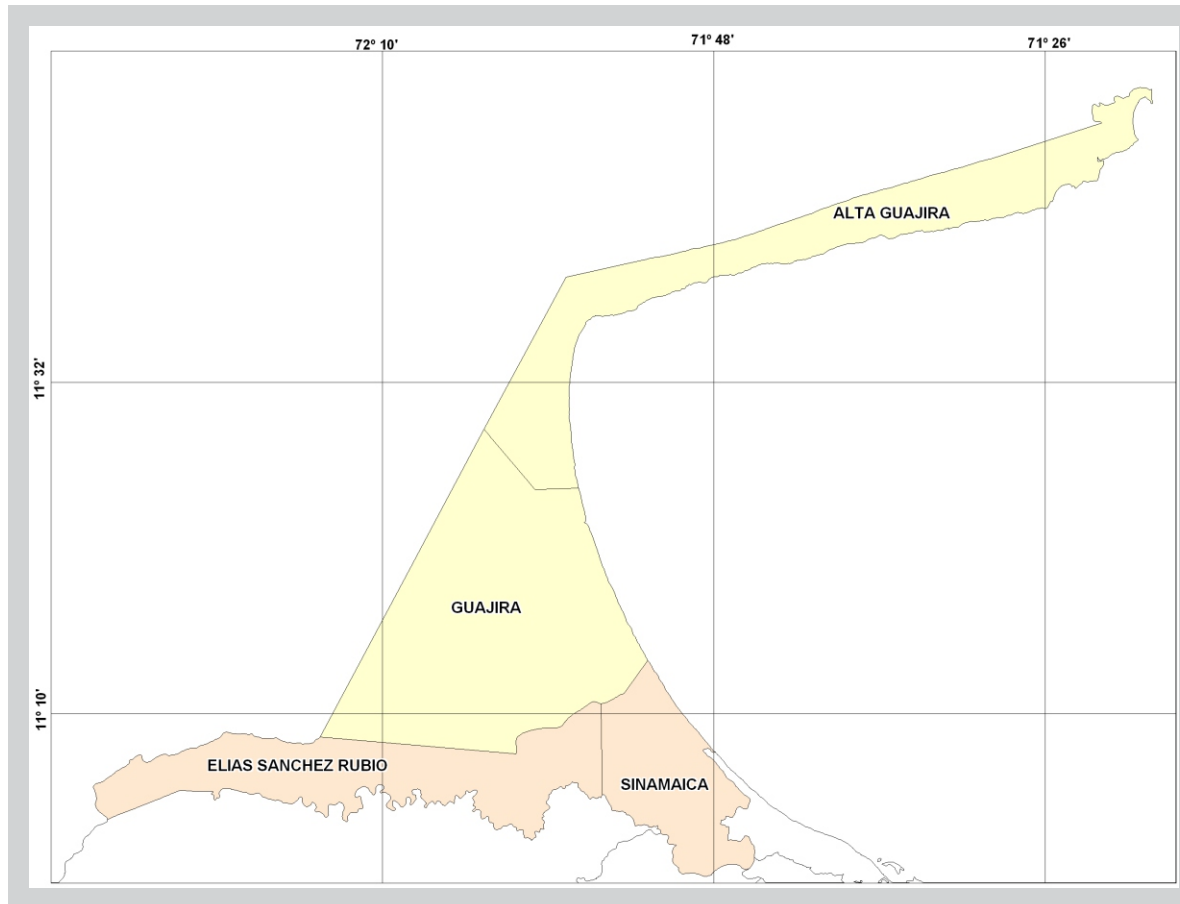 72° 10'
71° 48'
71° 26'
ALTA GUAJIRA
11° 32'
GUAJIRA
11° 10'
ELIAS SANCHEZ RUBIO
SINAMAICA